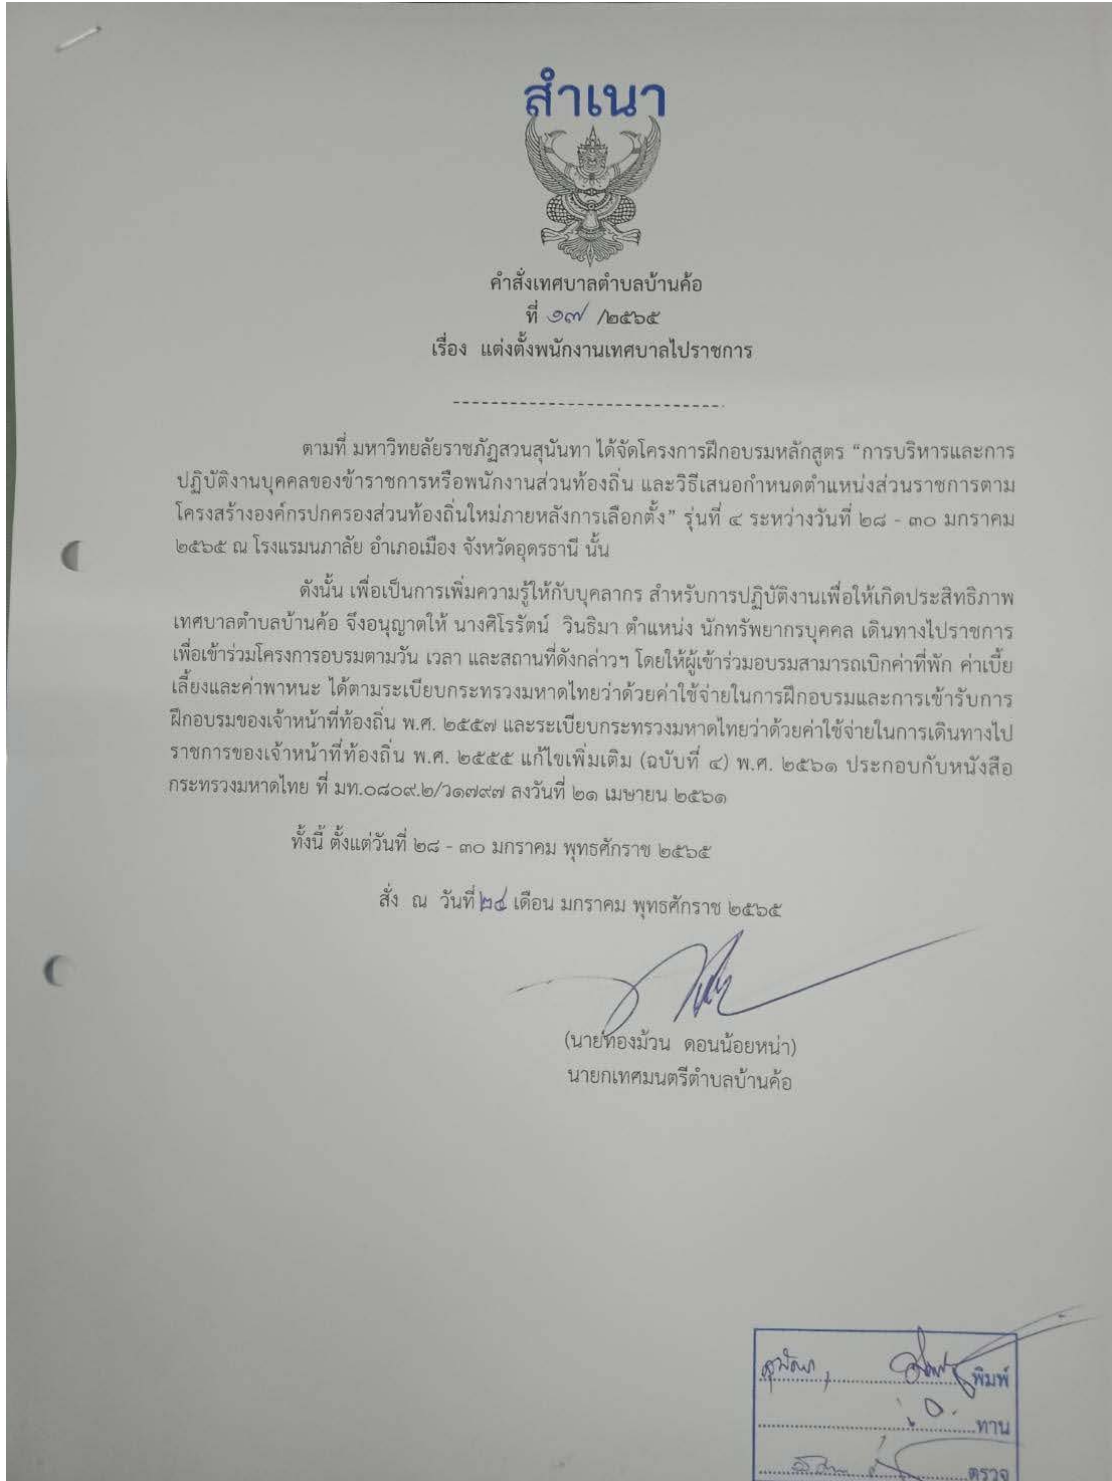 สำเนา
คำสั่งเทศบาลตำบลบ้านค้อ
ที่ ๑๗ /๒๕๖๕
เรื่อง แต่งตั้งพนักงานเทศบาลไปราชการ
ตามที่ มหาวิทยลัยราชภัฏสวนสุนันทา ได้จัดโครงการฝึกอบรมหลักสูตร “การบริหารและการ
ปฏิบัติงานบุคคลของข้าราชการหรือพนักงานส่วนท้องถิ่น และวิธีเสนอกำหนดตำแหน่งส่วนราชการตาม
โครงสร้างองค์กรปกครองส่วนท้องถิ่นใหม่ภายหลังการเลือกตั้ง” รุ่นที่ ๔ ระหว่างวันที่ ๒๘ - ๓๐ มกราคม
๒๕๖๕ ณ โรงแรมนภาลัย อำเภอเมือง จังหวัดอุดรธานี นั้น
ดังนั้น เพื่อเป็นการเพิ่มความรู้ให้กับบุคลากร สำหรับการปฏิบัติงานเพื่อให้เกิดประสิทธิภาพ
เทศบาลตำบลบ้านค้อ จึงอนุญาตให้ นางศิโรรัตน์ วินธิมา ตำแหน่ง นักทรัพยากรบุคคล เดินทางไปราชการ
เพื่อเข้าร่วมโครงการอบรมตามวัน เวลา และสถานที่ดังกล่าวฯ โดยให้ผู้เข้าร่วมอบรมสามารถเบิกค่าที่พัก ค่าเบี้ย
เลี้ยงและค่าพาหนะ ได้ตามระเบียบกระทรวงมหาดไทยว่าด้วยค่าใช้จ่ายในการฝึกอบรมและการเข้ารับการ
ฝึกอบรมของเจ้าหน้าที่ท้องถิ่น พ.ศ. ๒๕๕๗ และระเบียบกระทรวงมหาดไทยว่าด้วยค่าใช้จ่ายในการเดินทางไป
ราชการของเจ้าหน้าที่ท้องถิ่น พ.ศ. ๒๕๕๕ แก้ไขเพิ่มเติม (ฉบับที่ ๔) พ.ศ. ๒๕๖๑ ประกอบกับหนังสือ
กระทรวงมหาดไทย ที่ มท.๐๘๐๙.๒/ว๑๗๙๗ ลงวันที่ ๒๑ เมษายน ๒๕๖๑
ทั้งนี้ ตั้งแต่วันที่ ๒๘ - ๓๐ มกราคม พุทธศักราช ๒๕๖๕
สั่ง ณ วันที่ ๒๔ เดือน มกราคม พุทธศักราช ๒๕๖๕
(นายทองม้วน ดอนน้อยหน่า)
นายกเทศมนตรีตำบลบ้านค้อ
พิมพ์
ทาน
ตรวจ